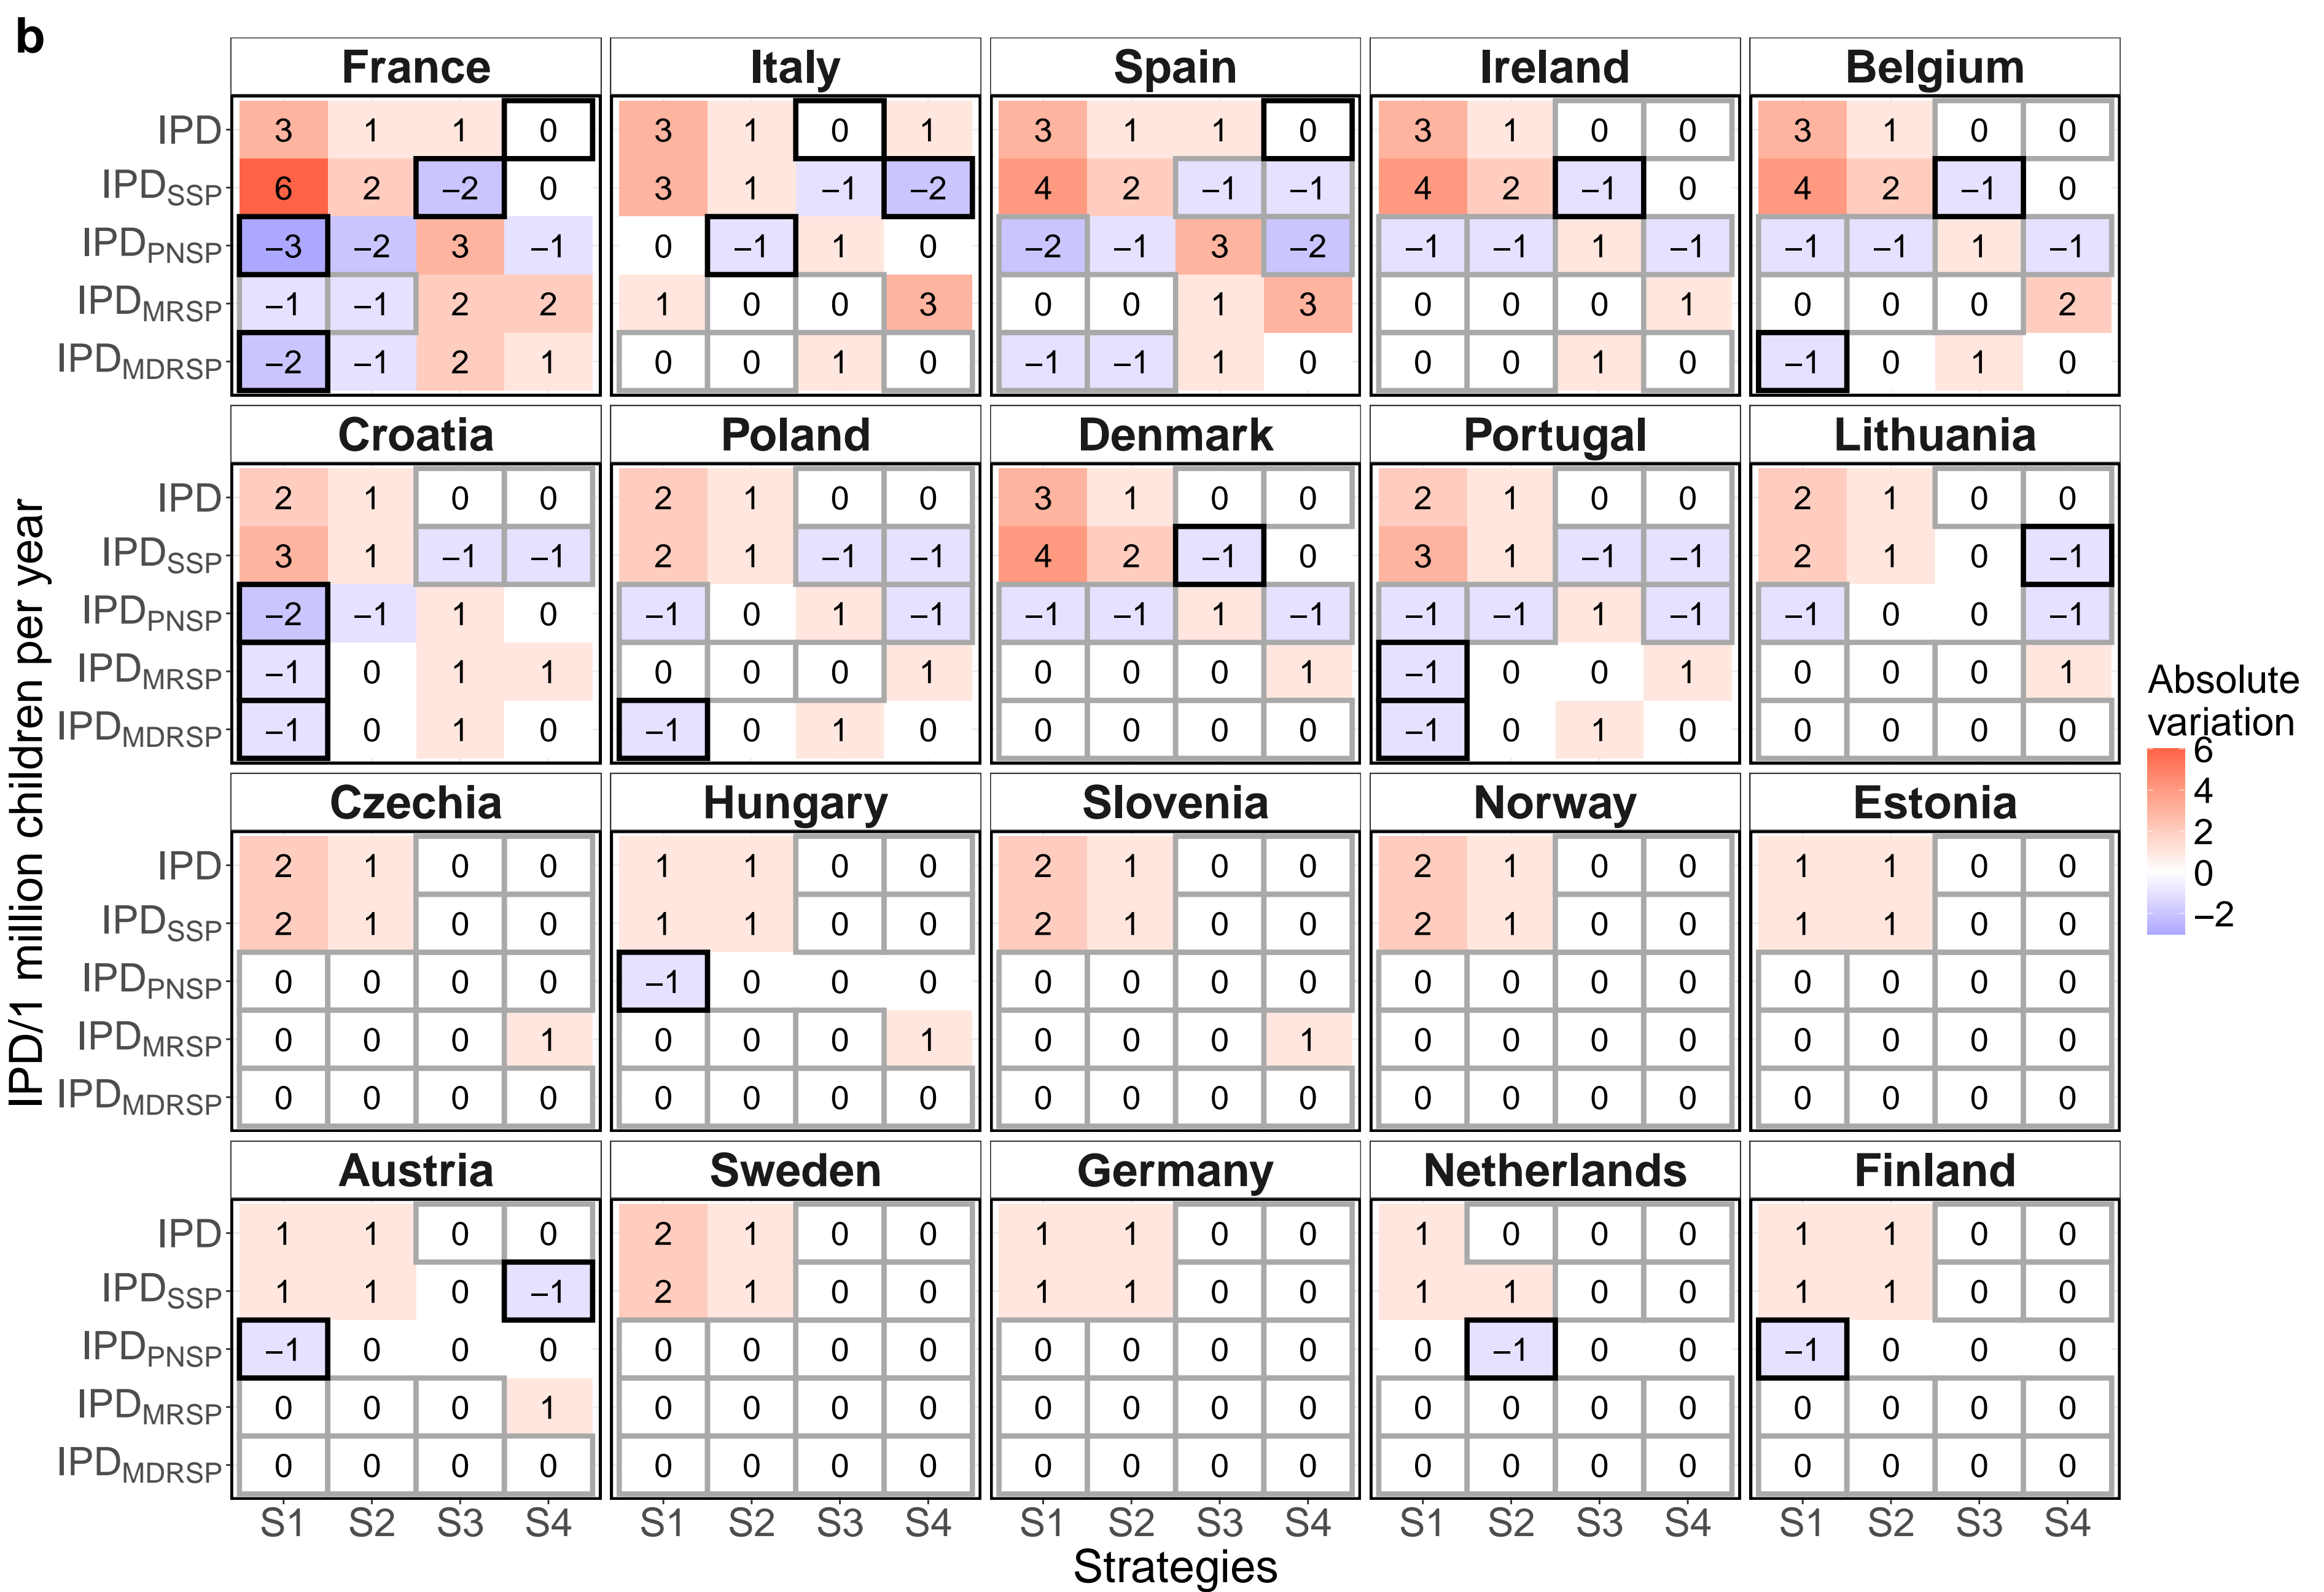 b
France Italy Spain Ireland Belgium
IPD 3 1 1 0 3 1 0 1 3 1 1 0 3 1 0 0 3 1 0 0
IPDSSP 6 2 −2 0 3 1 −1 −2 4 2 −1 −1 4 2 −1 0 4 2 −1 0
IPDPNSP −3 −2 3 −1 0 −1 1 0 −2 −1 3 −2 −1 −1 1 −1 −1 −1 1 −1
IPDMRSP −1 −1 2 2 1 0 0 3 0 0 1 3 0 0 0 1 0 0 0 2
IPDMDRSP −2 −1 2 1 0 0 1 0 −1 −1 1 0 0 0 1 0 −1 0 1 0
Croatia Poland Denmark Portugal Lithuania
IPD 2 1 0 0 2 1 0 0 3 1 0 0 2 1 0 0 2 1 0 0
IPDSSP 3 1 −1 −1 2 1 −1 −1 4 2 −1 0 3 1 −1 −1 2 1 0 −1
IPDPNSP −2 −1 1 0 −1 0 1 −1 −1 −1 1 −1 −1 −1 1 −1 −1 0 0 −1
IPDMRSP −1 0 1 1 0 0 0 1 0 0 0 1 −1 0 0 1 0 0 0 1
IPDMDRSP −1 0 1 0 −1 0 1 0 0 0 0 0 −1 0 1 0 0 0 0 0
Czechia Hungary Slovenia Norway Estonia
IPD 2 1 0 0 1 1 0 0 2 1 0 0 2 1 0 0 1 1 0 0
IPDSSP 2 1 0 0 1 1 0 0 2 1 0 0 2 1 0 0 1 1 0 0
IPDPNSP 0 0 0 0 −1 0 0 0 0 0 0 0 0 0 0 0 0 0 0 0
IPDMRSP 0 0 0 1 0 0 0 1 0 0 0 1 0 0 0 0 0 0 0 0
IPDMDRSP 0 0 0 0 0 0 0 0 0 0 0 0 0 0 0 0 0 0 0 0
Austria Sweden Germany Netherlands Finland
IPD 1 1 0 0 2 1 0 0 1 1 0 0 1 0 0 0 1 1 0 0
IPDSSP 1 1 0 −1 2 1 0 0 1 1 0 0 1 1 0 0 1 1 0 0
IPDPNSP −1 0 0 0 0 0 0 0 0 0 0 0 0 −1 0 0 −1 0 0 0
IPDMRSP 0 0 0 1 0 0 0 0 0 0 0 0 0 0 0 0 0 0 0 0
IPDMDRSP 0 0 0 0 0 0 0 0 0 0 0 0 0 0 0 0 0 0 0 0
S1 S2 S3 S4 S1 S2 S3 S4 S1 S2 S3 S4 S1 S2 S3 S4 S1 S2 S3 S4
Strategies
IPD/1 million children per year
Absolute
variation
6
4
2
0
−2